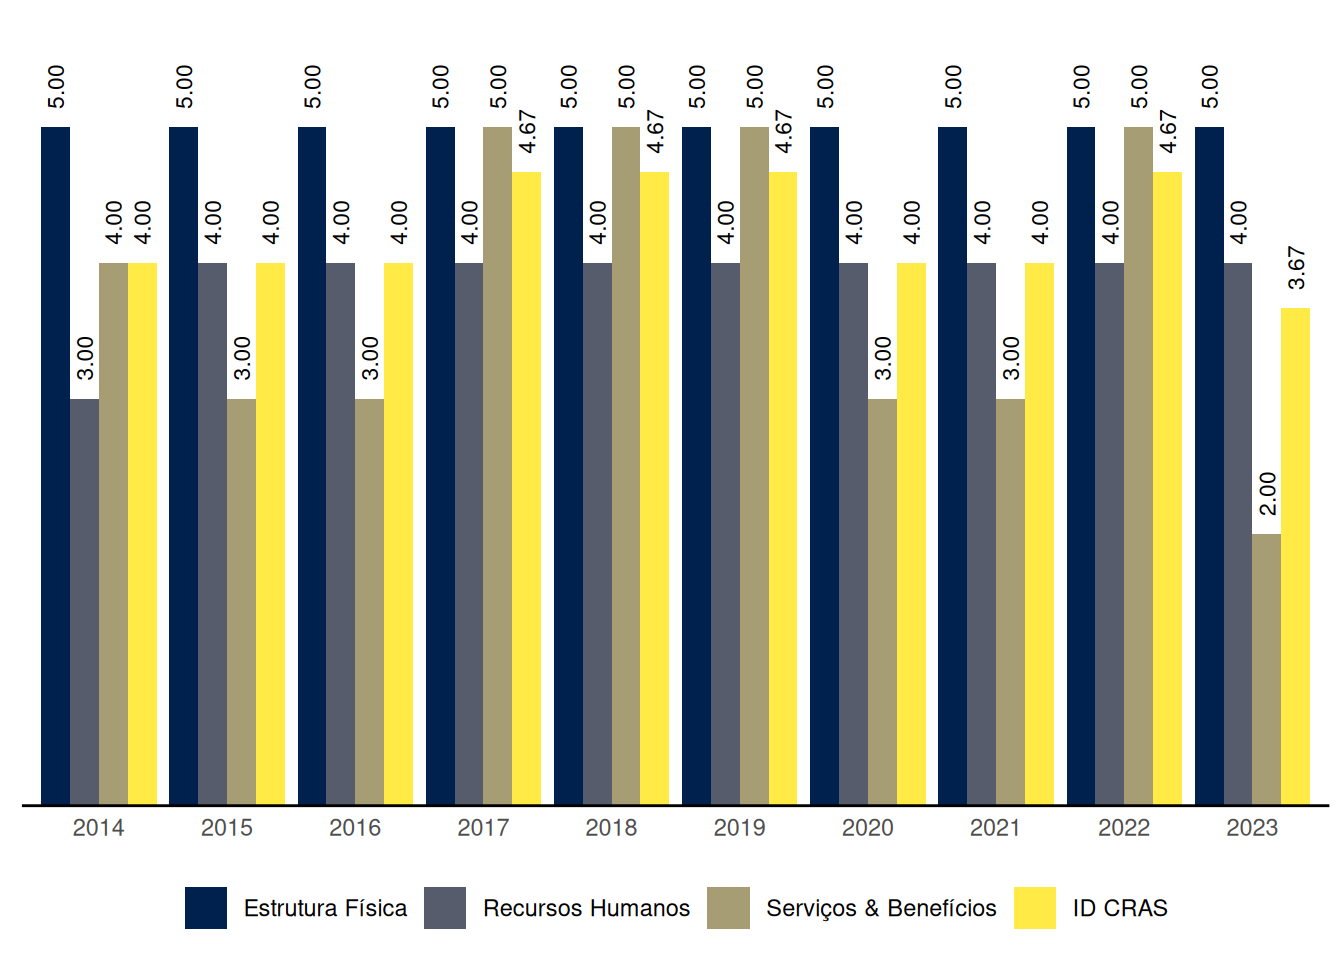 5.00 5.00 5.00 5.00 5.00 5.00 5.00 5.00 5.00 5.00 5.00 5.00 5.00 5.00
4.67 4.67 4.67 4.67
4.00 4.00 4.00 4.00 4.00 4.00 4.00 4.00 4.00 4.00 4.00 4.00 4.00 4.00 4.00 4.00
3.67
3.00 3.00 3.00 3.00 3.00
2.00
2014 2015 2016 2017 2018 2019 2020 2021 2022 2023
Estrutura Física Recursos Humanos Serviços & Benefícios ID CRAS